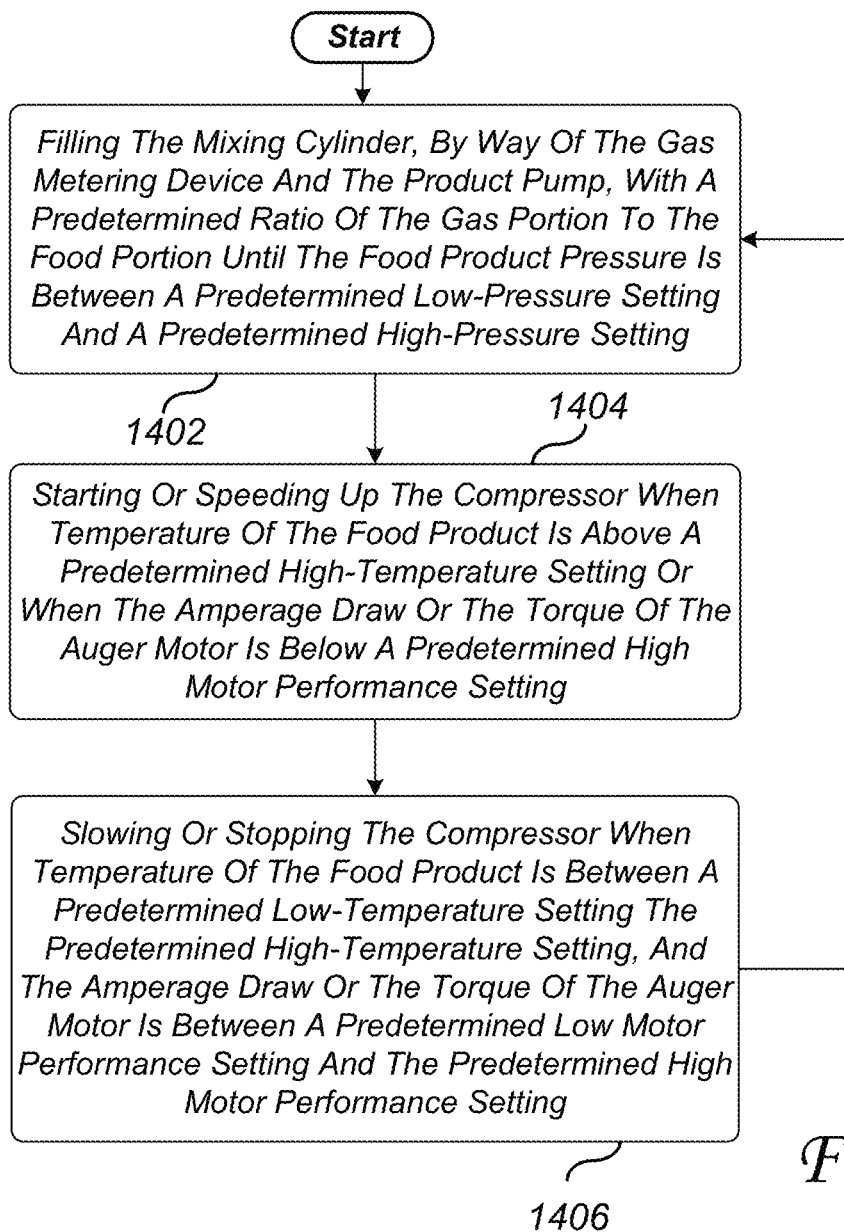 Start
Filling The Mixing Cylinder, By Way Of The Gas
Metering Device And The Product Pump, With A
Predetermined Ratio Of The Gas Portion To The
Food Portion Until The Food Product Pressure Is
Between A Predetermined Low-Pressure Setting
And A Predetermined High-Pressure Setting
1402
1404
Starting Or Speeding Up The Compressor When
Temperature Of The Food Product Is Above A
Predetermined High-Temperature Setting Or
When The Amperage Draw Or The Torque Of The
Auger Motor Is Below A Predetermined High
Motor Performance Setting
Slowing Or Stopping The Compressor When
Temperature Of The Food Product Is Between A
Predetermined Low-Temperature Setting The
Predetermined High-Temperature Setting, And
The Amperage Draw Or The Torque Of The Auger
Motor Is Between A Predetermined Low Motor
Performance Setting And The Predetermined High
Motor Performance Setting
F
1406